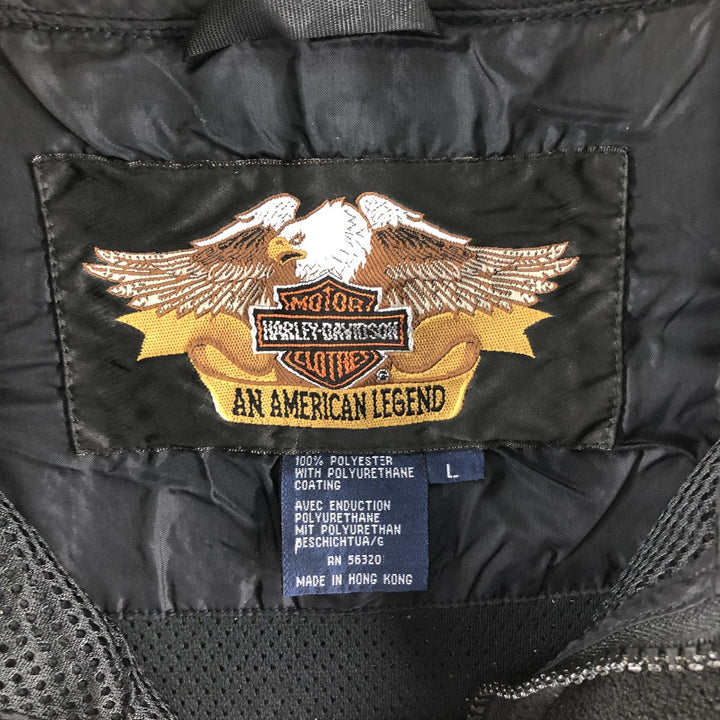 MOTOR
HARLEY-DAVIDSON
CLOTHES
®
AN AMERICAN LEGEND
100% POLYESTER
WITH POLYURETHANE
COATING
L
AVEC ENDUCTION
POLYURETHANE
MIT POLYURETHAN
BESCHICHTUA/G
RN 56320
MADE IN HONG KONG